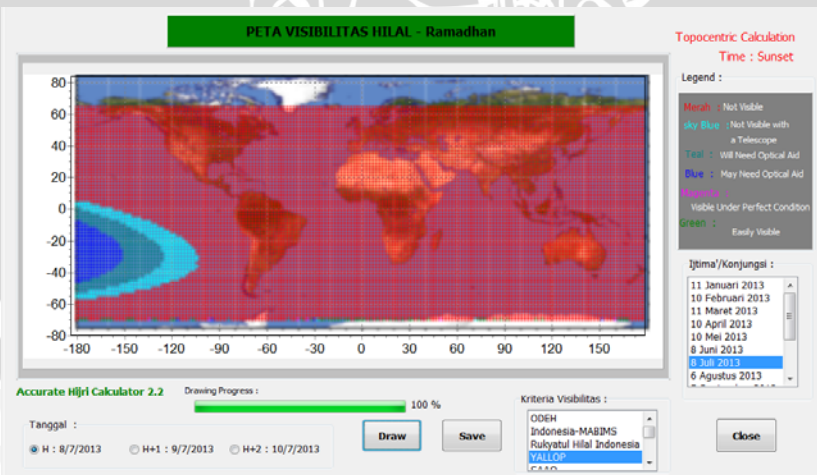 PETA VISIBILITAS HILAL - Ramadhan
Topocentric Calculation
Time : Sunset
Legend :
Merah : Not Visible
sky Blue : Not Visible with
a Telescope
Teal : Will Need Optical Aid
Blue : May Need Optical Aid
Magenta :
Visible Under Perfect Condition
Green :
Easily Visible
80
60
40
20
0
-20
-40
-60
-80
-180 -150 -120 -90 -60 -30 0 30 60 90 120 150
Ijtima'/Konjungsi :
11 Januari 2013
10 Februari 2013
11 Maret 2013
10 April 2013
10 Mei 2013
8 Juni 2013
8 Juli 2013
6 Agustus 2013
Accurate Hijri Calculator 2.2
Drawing Progress :
100 %
Tanggal :
H : 8/7/2013 H+1 : 9/7/2013 H+2 : 10/7/2013
Draw
Save
Kriteria Visibilitas :
ODEH
Indonesia-MABIMS
Rukyatul Hilal Indonesia
YALLOP
Close